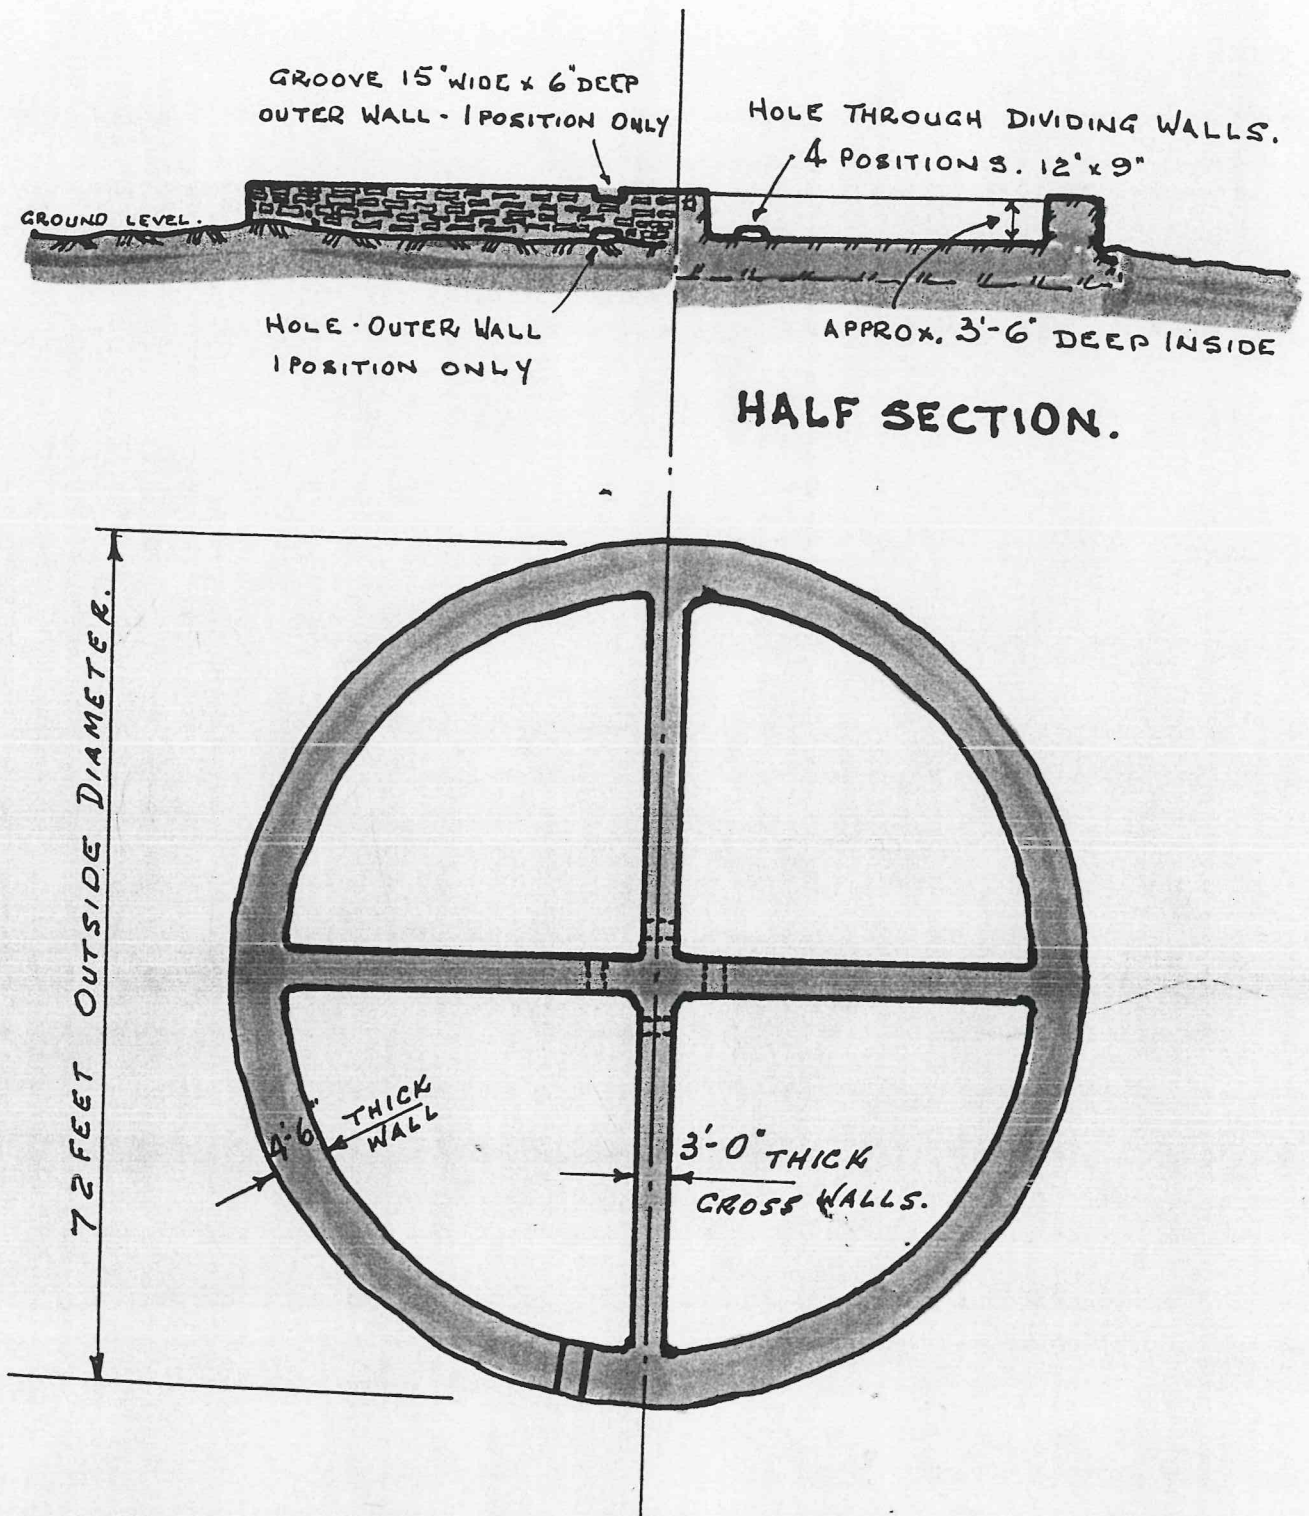 GROOVE 15" WIDE x 6" DEEP
OUTER WALL - 1 POSITION ONLY
HOLE THROUGH DIVIDING WALLS.
4 POSITIONS. 12" x 9"
GROUND LEVEL.
HOLE - OUTER WALL
1 POSITION ONLY
APPROX. 3'-6" DEEP INSIDE
HALF SECTION.
72 FEET OUTSIDE DIAMETER.
4'-6" THICK
WALL
3'-0" THICK
CROSS WALLS.